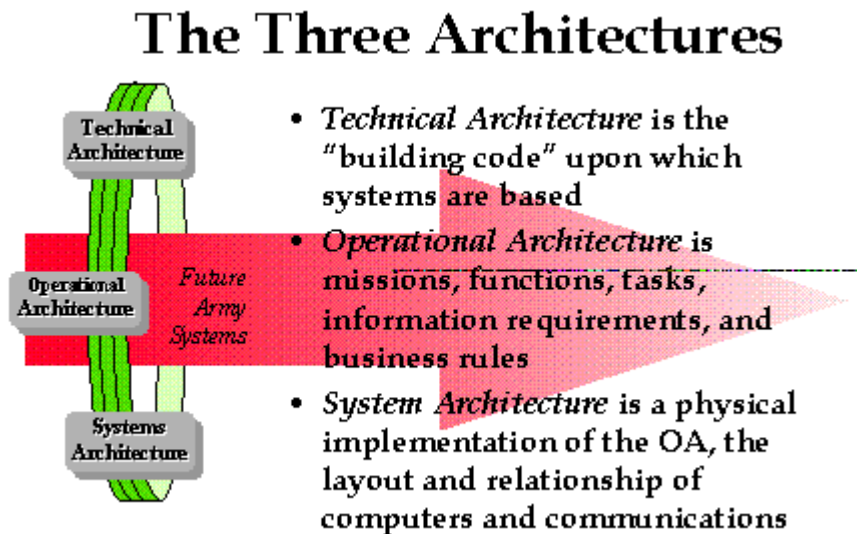 The Three Architectures
Technical
Architecture
Operational
Architecture
Systems
Architecture
Future
Army
Systems
• Technical Architecture is the
"building code" upon which
systems are based
• Operational Architecture is
missions, functions, tasks,
information requirements, and
business rules
• System Architecture is a physical
implementation of the OA, the
layout and relationship of
computers and communications